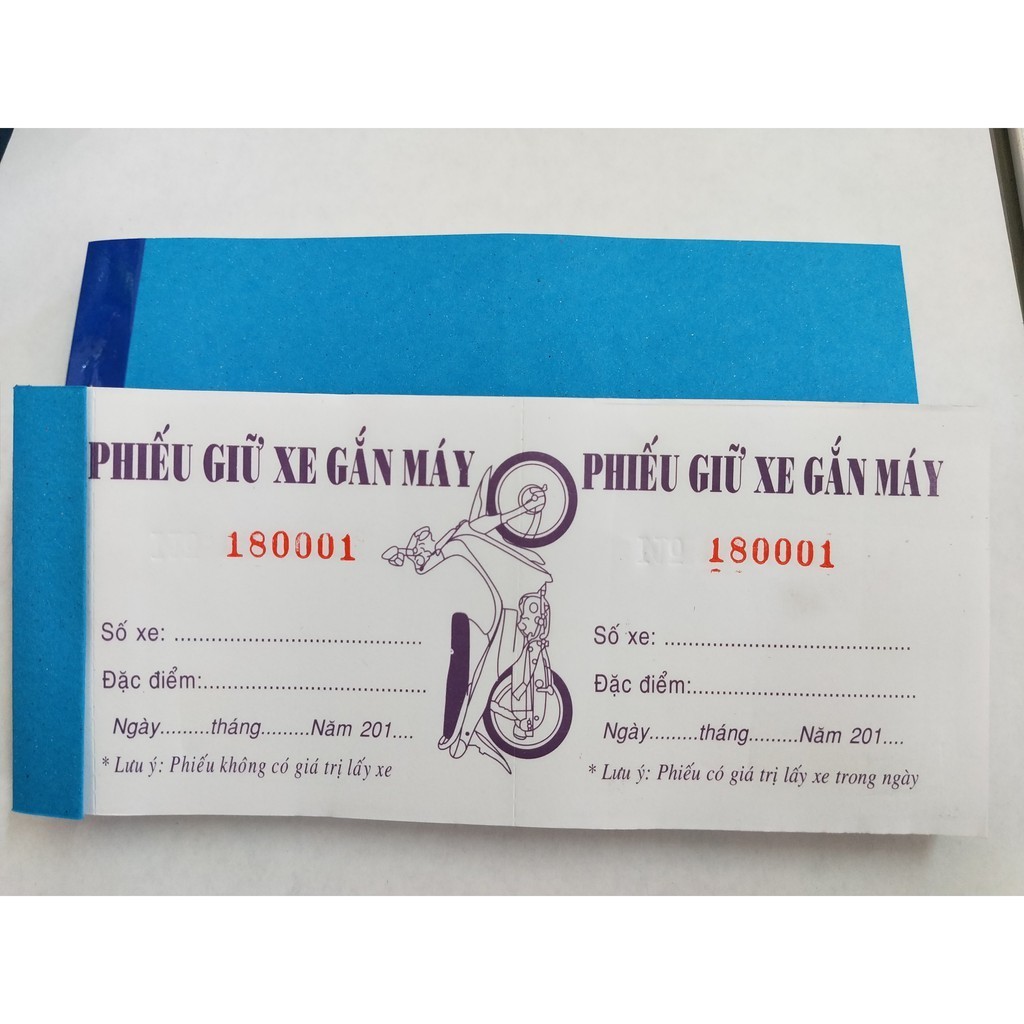 PHIẾU GIỮ XE GẮN MÁY
180001
Số xe: .......................................
Đặc điểm:...................................
Ngày.........tháng.........Năm 201....
* Lưu ý: Phiếu không có giá trị lấy xe
PHIẾU GIỮ XE GẮN MÁY
Nº 180001
Số xe: .......................................
Đặc điểm:...................................
Ngày.........tháng.........Năm 201....
* Lưu ý: Phiếu có giá trị lấy xe trong ngày